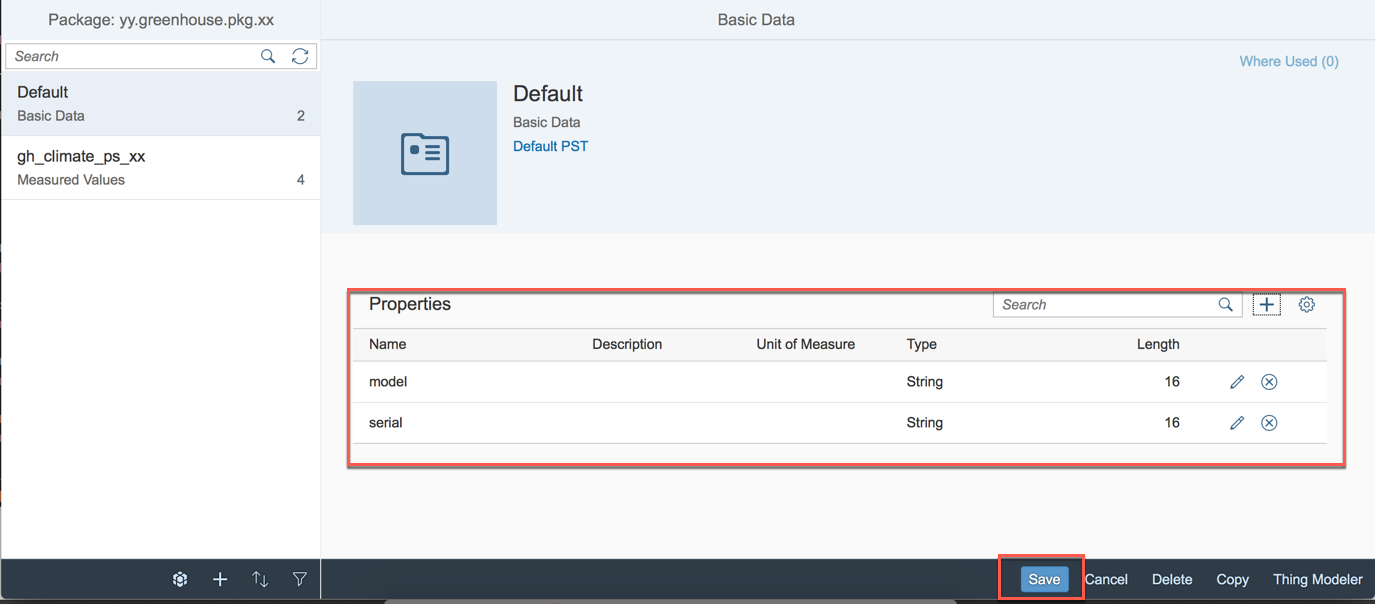 Package: yy.greenhouse.pkg.xx
Search
Default
Basic Data 2
gh_climate_ps_xx
Measured Values 4
Basic Data
Where Used (0)
Default
Basic Data
Default PST
Properties Search
Name Description Unit of Measure Type Length
model String 16
serial String 16
Save Cancel Delete Copy Thing Modeler